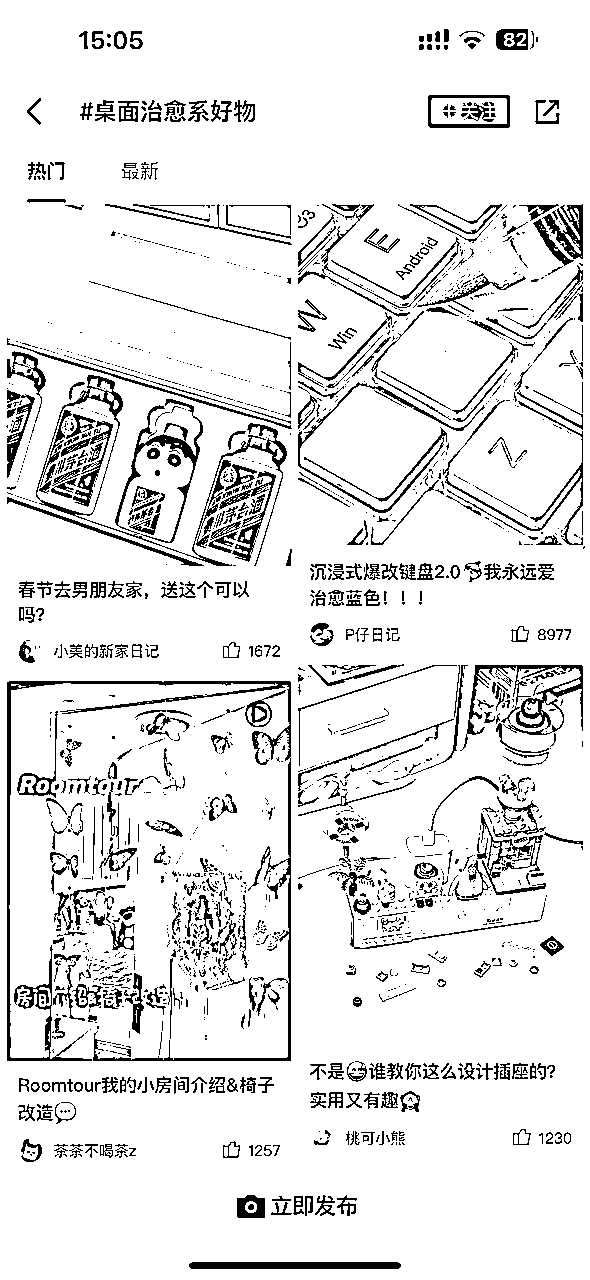 15:05
82
#桌面治愈系好物
关注
热门
最新
E
Android
W
Win
Z
春节去男朋友家，送这个可以
吗？
小美的新家日记
1672
沉浸式爆改键盘2.0 我永远爱
治愈蓝色！！！
P仔日记
8977
Roomtour
Roomtour我的小房间介绍&椅子
改造
茶茶不喝茶z
1257
不是😅谁教你这么设计插座的?
实用又有趣
桃可小熊
1230
立即发布